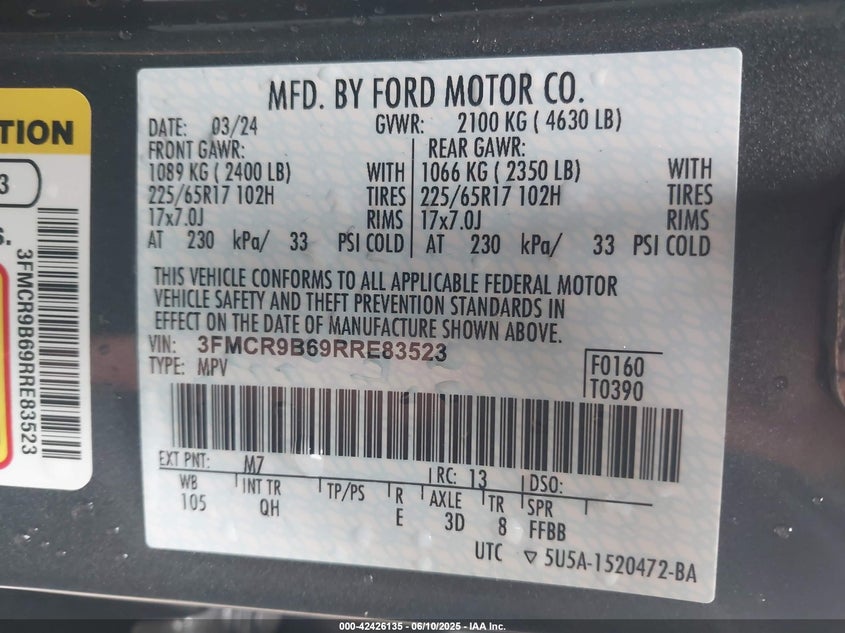 TION
3
S.
3FMCR9B69RRE83523
MFD. BY FORD MOTOR CO.
DATE: 03/24 GVWR: 2100 KG ( 4630 LB)
FRONT GAWR: REAR GAWR:
1089 KG ( 2400 LB) WITH 1066 KG ( 2350 LB) WITH
225/65R17 102H TIRES 225/65R17 102H TIRES
17x7.0J RIMS 17x7.0J RIMS
AT 230 kPa/ 33 PSI COLD AT 230 kPa/ 33 PSI COLD
THIS VEHICLE CONFORMS TO ALL APPLICABLE FEDERAL MOTOR
VEHICLE SAFETY AND THEFT PREVENTION STANDARDS IN
EFFECT ON THE DATE OF MANUFACTURE SHOWN ABOVE.
VIN: 3FMCR9B69RRE83523
TYPE: MPV
F0160
T0390
EXT PNT: M7 RC: 13 DSO:
WB INT TR TP/PS R AXLE TR SPR
105 QH E 3D 8 FFBB
UTC ▽ 5U5A-1520472-BA
000-42426135 - 06/10/2025 - IAA Inc.